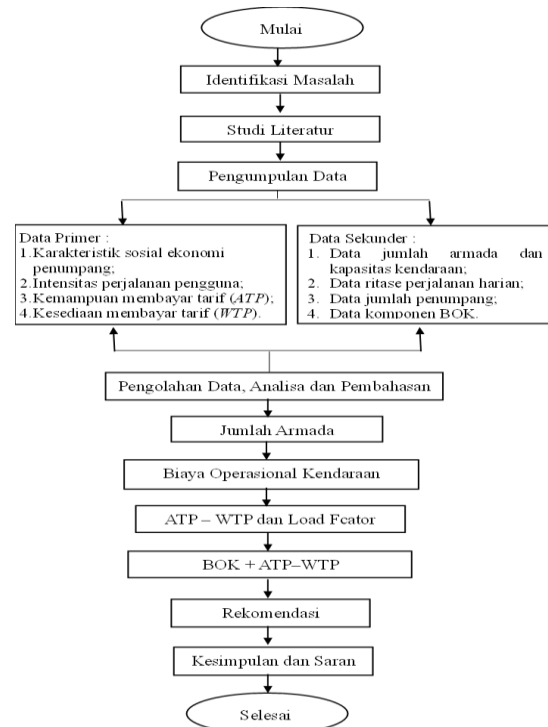 Mulai
Identifikasi Masalah
Studi Literatur
Pengumpulan Data
Data Primer :
1.Karakteristik sosial ekonomi
penumpang;
2.Intensitas perjalanan pengguna;
3.Kemampuan membayar tarif (ATP);
4.Kesediaan membayar tarif (WTP).
Data Sekunder :
1. Data jumlah armada dan
kapasitas kendaraan;
2. Data ritase perjalanan harian;
3. Data jumlah penumpang;
4. Data komponen BOK.
Pengolahan Data, Analisa dan Pembahasan
Jumlah Armada
Biaya Operasional Kendaraan
ATP – WTP dan Load Fcator
BOK + ATP–WTP
Rekomendasi
Kesimpulan dan Saran
Selesai